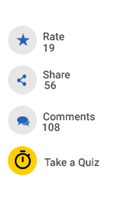 Rate
19
Share
56
Comments
108
Take a Quiz